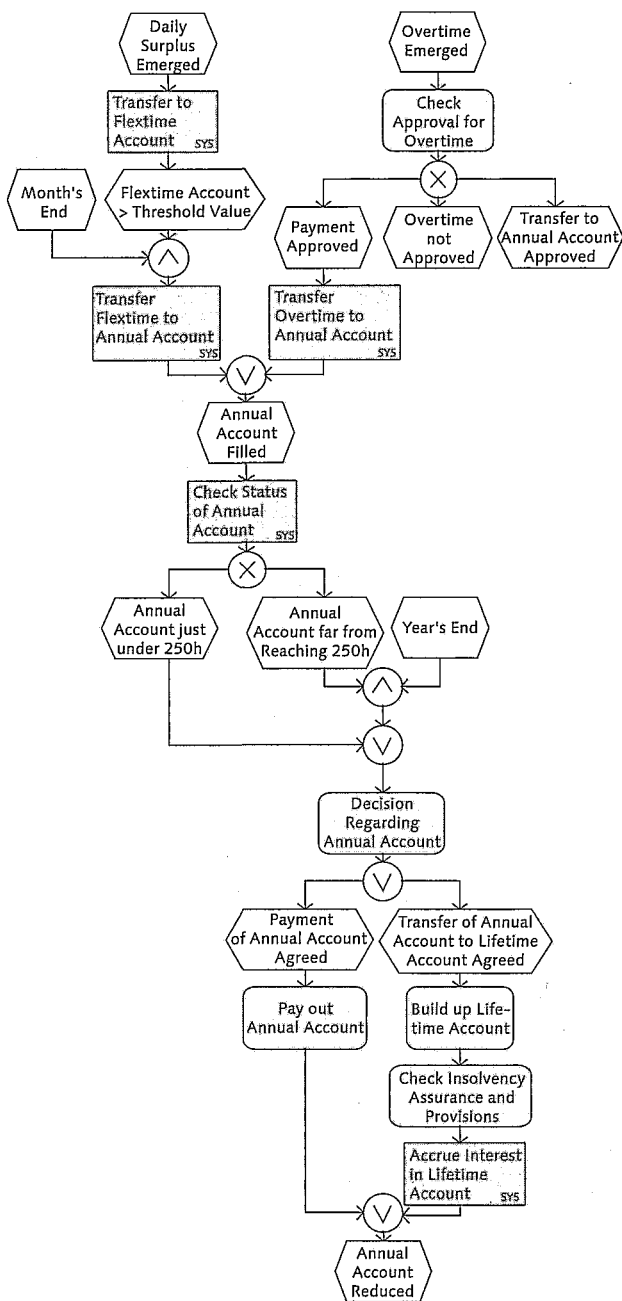 Daily
Surplus
Emerged
Overtime
Emerged
Transfer to
Flextime
Account
SYS
Check
Approval for
Overtime
Month's
End
Flextime Account
> Threshold Value
Payment
Approved
Overtime
not
Approved
Transfer to
Annual Account
Approved
Transfer
Flextime to
Annual Account
SYS
Transfer
Overtime to
Annual Account
SYS
Annual
Account
Filled
Check Status
of Annual
Account
SYS
Annual
Account just
under 250h
Annual
Account far from
Reaching 250h
Year's End
Decision
Regarding
Annual Account
Payment
of Annual Account
Agreed
Transfer of Annual
Account to Lifetime
Account Agreed
Pay out
Annual Account
Build up Life-
time Account
Check Insolvency
Assurance and
Provisions
Accrue Interest
in Lifetime
Account
SYS
Annual
Account
Reduced